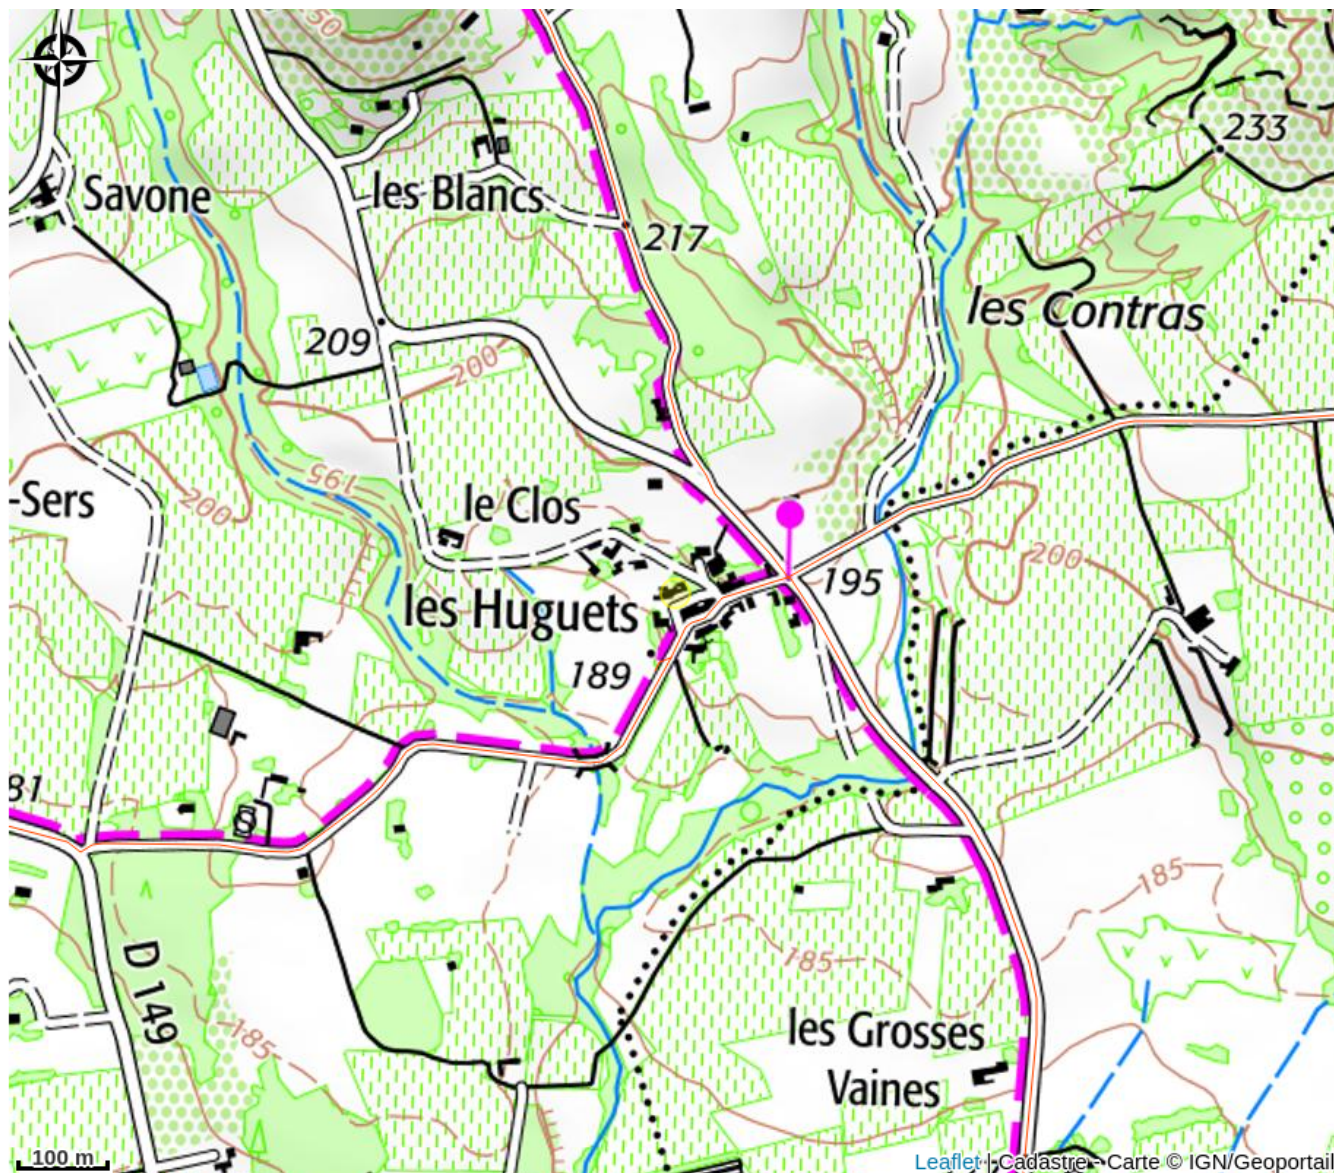 250
233
Savone
les Blancs
217
les Contras
209
200
195
-Sers
200
le Clos
200
195
les Huguets
189
81
185
D 149
185
185
les Grosses
Vaines
100 m
Leaflet | Cadastre - Carte © IGN/Geoportail